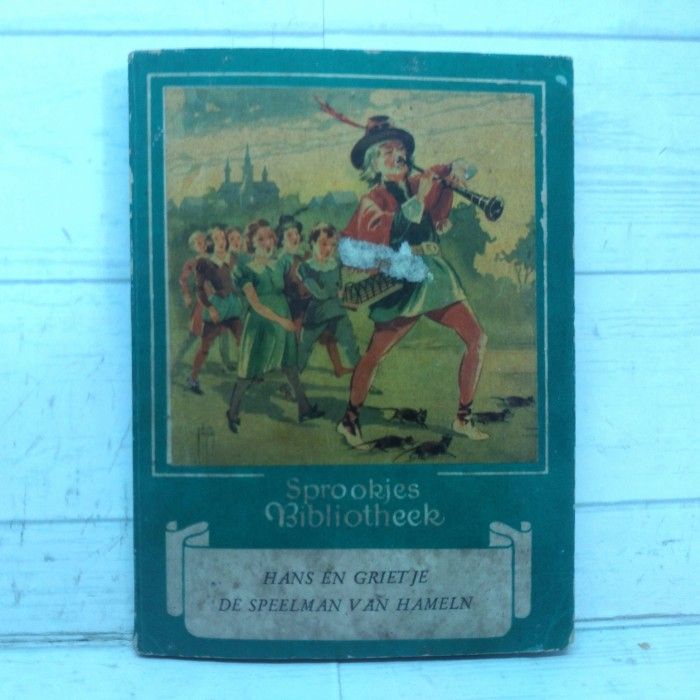 Sprookjes
Bibliotheek
HANS EN GRIETJE
DE SPEELMAN VAN HAMELN